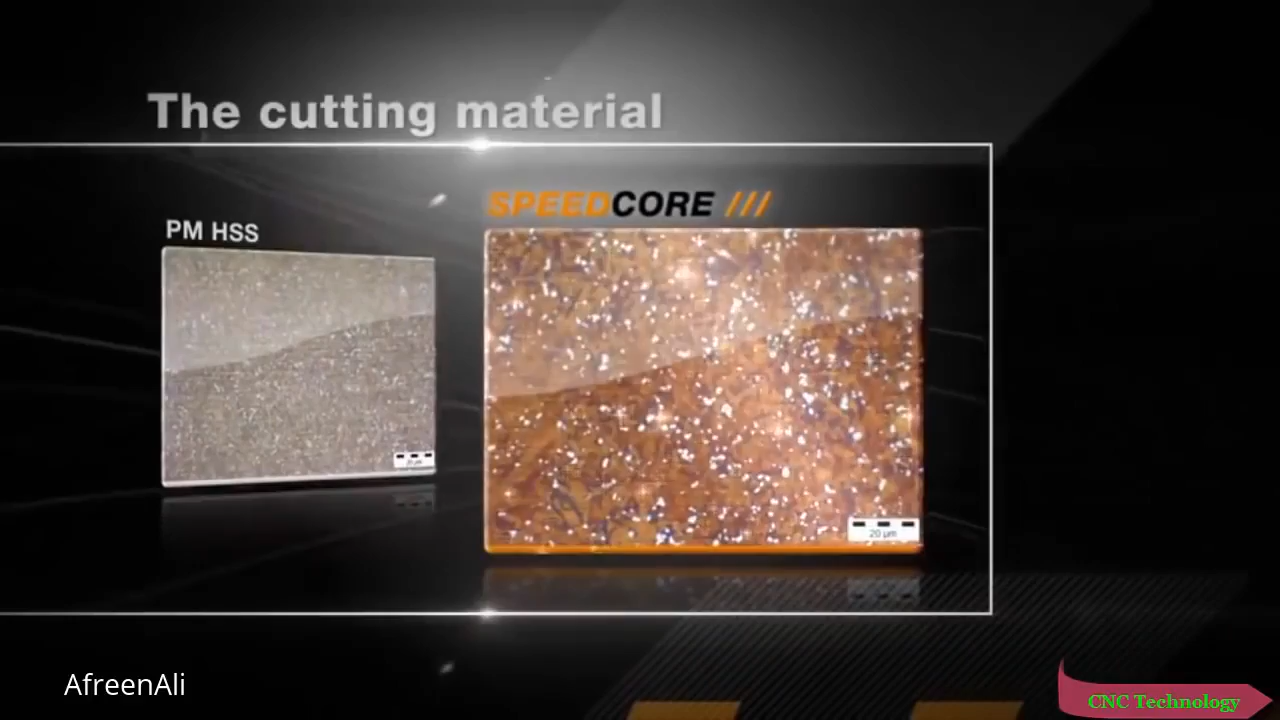 The cutting material
SPEEDCORE ///
PM HSS
20 µm
20 µm
AfreenAli
CNC Technology